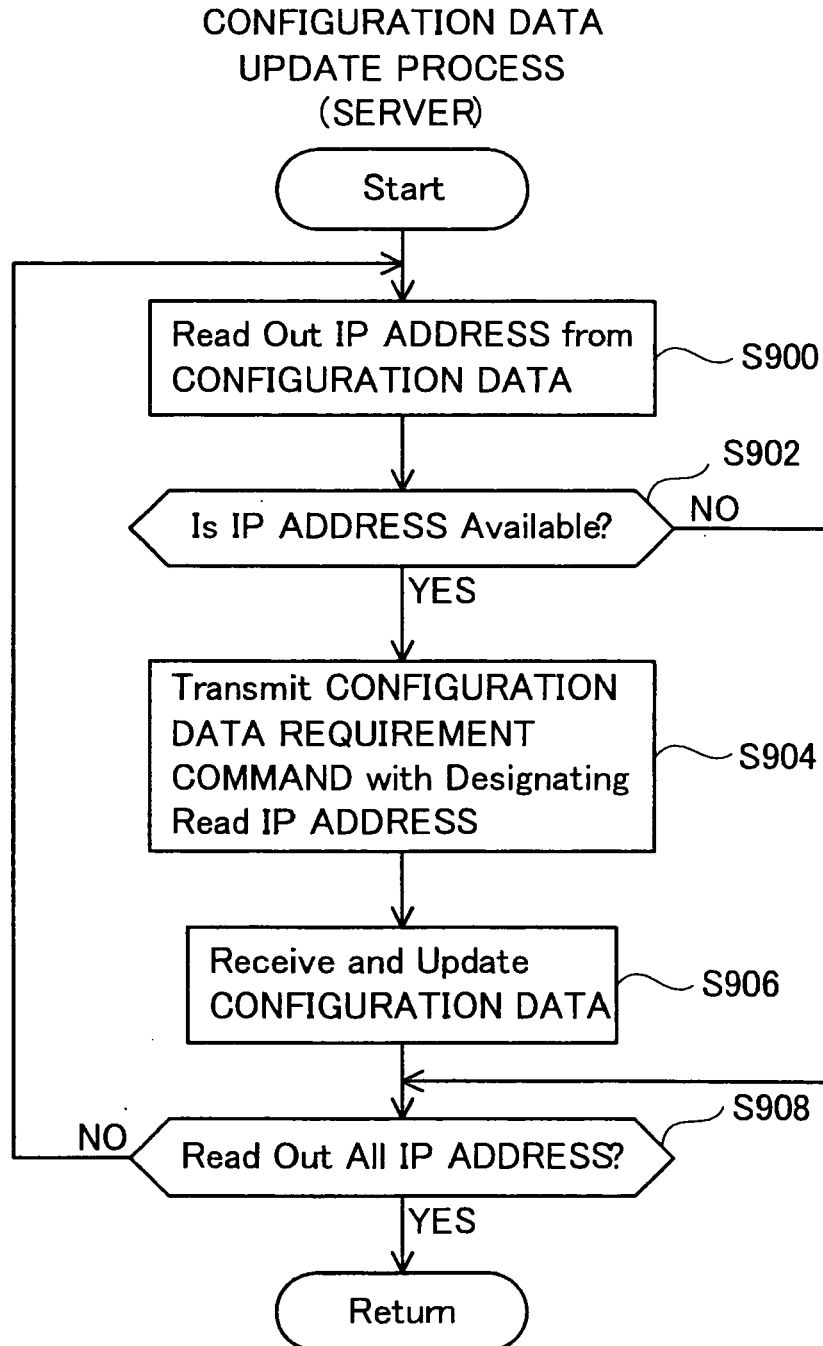 CONFIGURATION DATA
UPDATE PROCESS
(SERVER)
Start
Read Out IP ADDRESS from
CONFIGURATION DATA
S900
S902
Is IP ADDRESS Available?
NO
YES
Transmit CONFIGURATION
DATA REQUIREMENT
COMMAND with Designating
Read IP ADDRESS
S904
Receive and Update
CONFIGURATION DATA
S906
S908
NO
Read Out All IP ADDRESS?
YES
Return